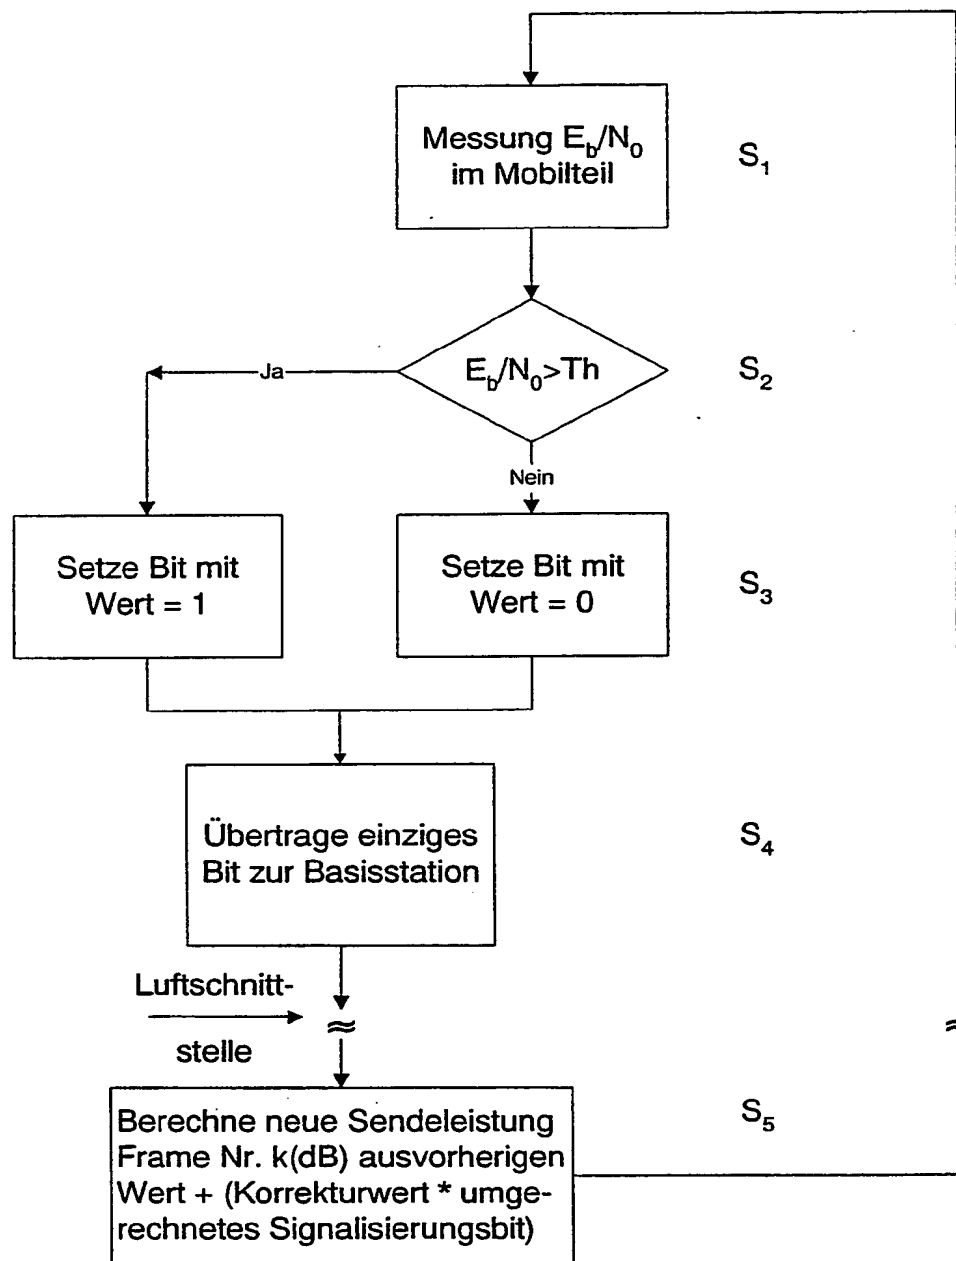 Messung E_b/N_0
im Mobilteil
S_1
E_b/N_0>Th
S_2
Ja
Nein
Setze Bit mit
Wert = 1
Setze Bit mit
Wert = 0
S_3
Übertrage einziges
Bit zur Basisstation
S_4
Luftschnitt-
stelle
≈
≈
Berechne neue Sendeleistung
Frame Nr. k(dB) ausvorherigen
Wert + (Korrekturwert * umge-
rechnetes Signalisierungsbit)
S_5